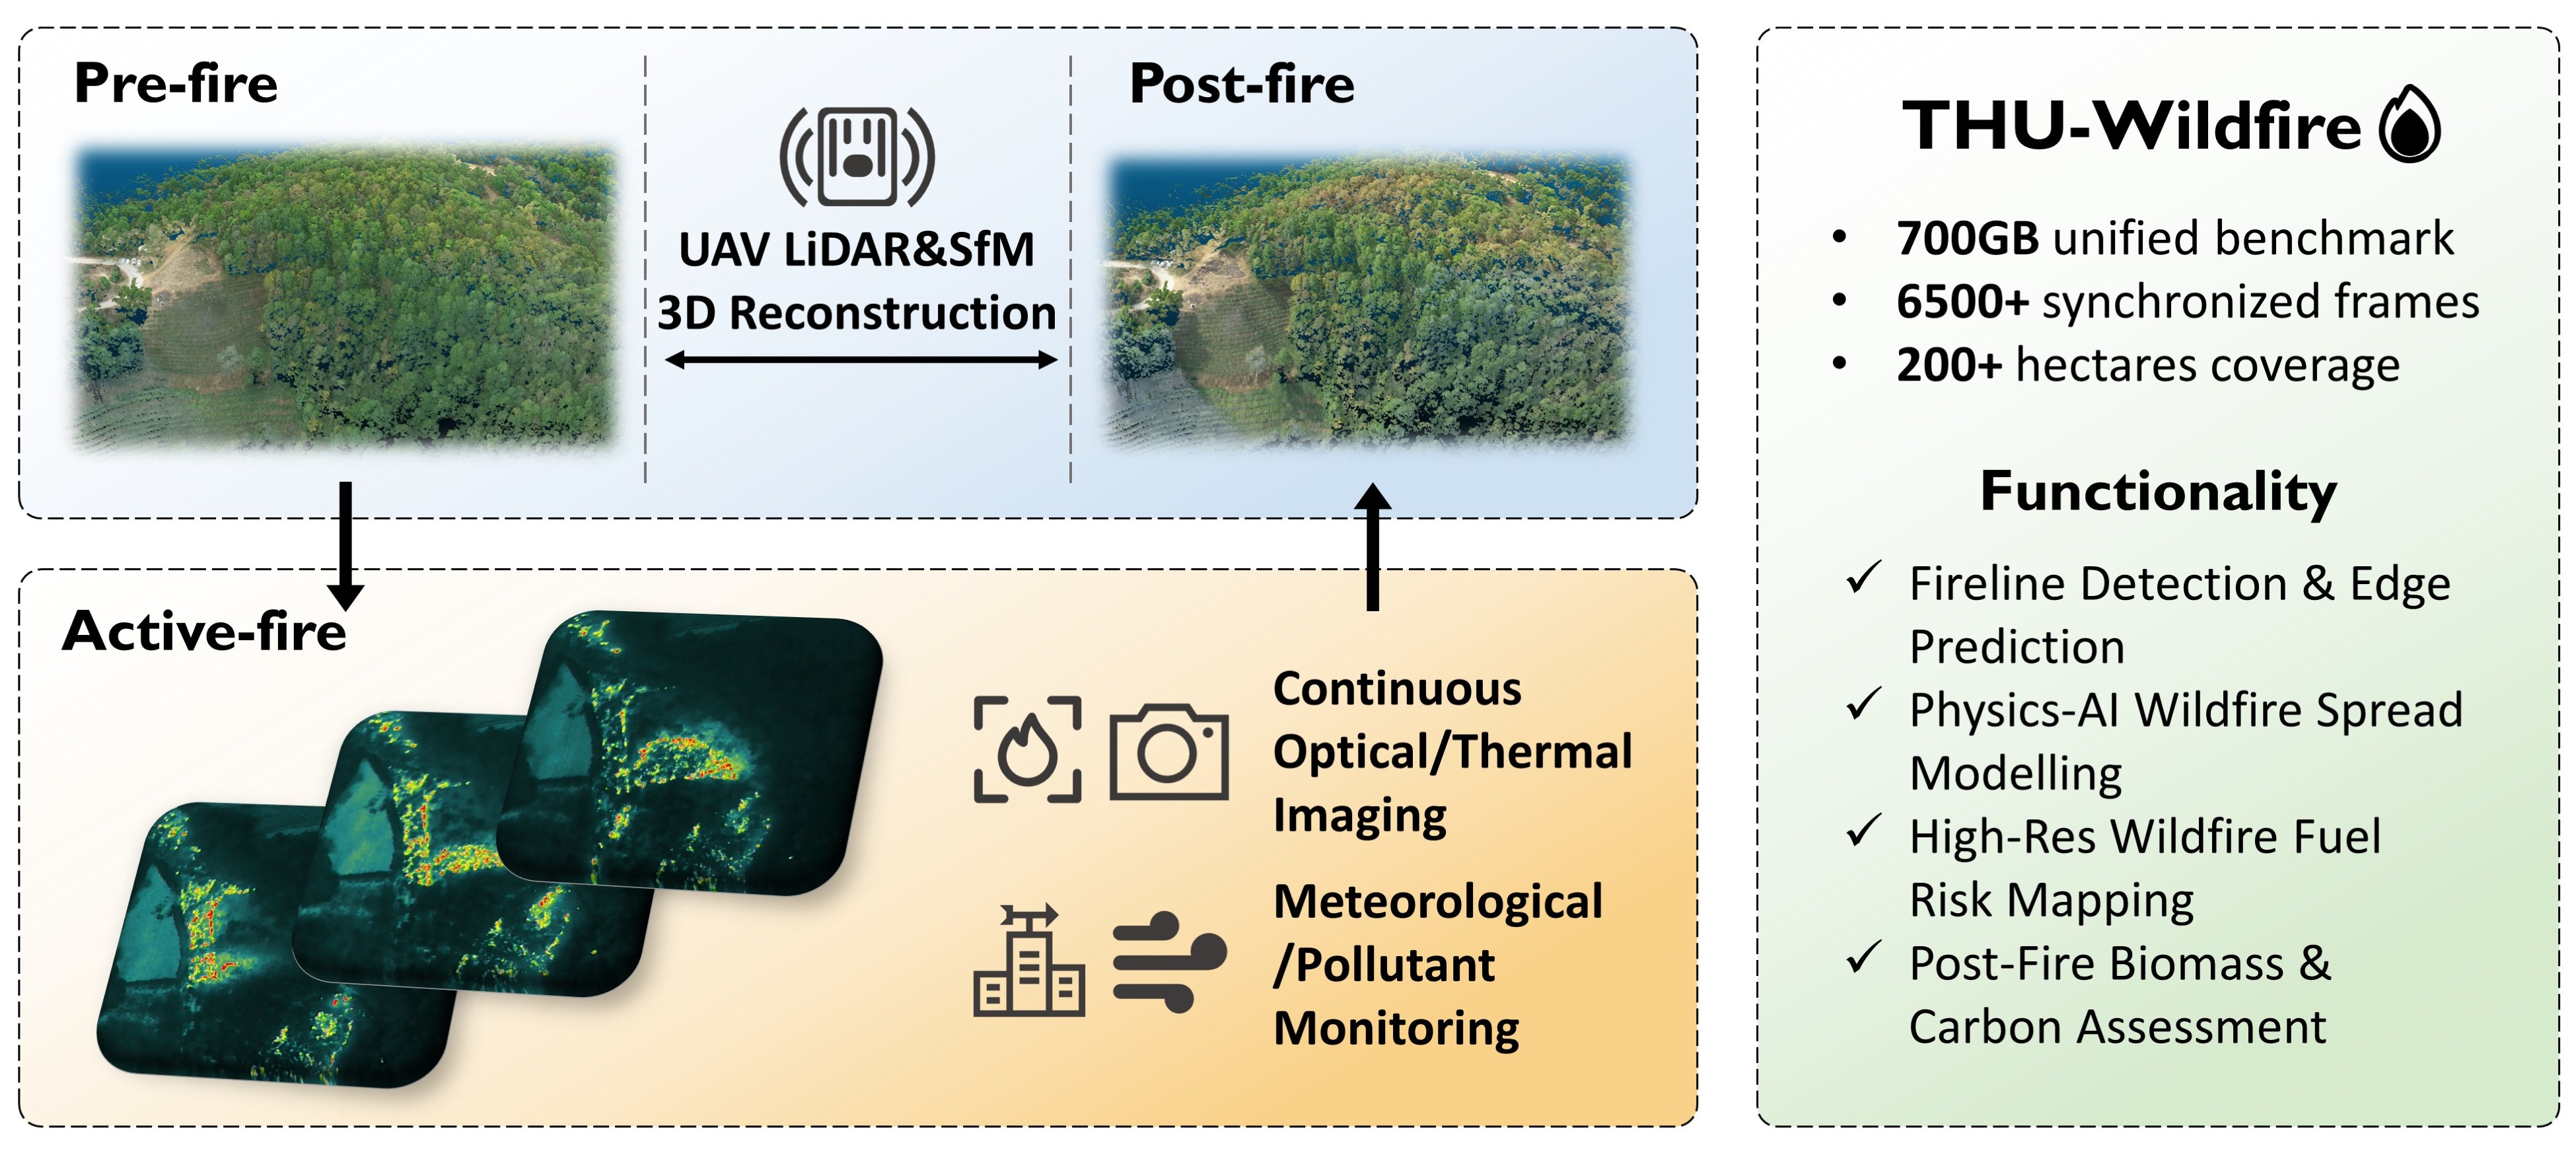 Pre-fire
UAV LiDAR&SfM
3D Reconstruction
Post-fire
Active-fire
Continuous
Optical/Thermal
Imaging
Meteorological
/Pollutant
Monitoring
THU-Wildfire
• 700GB unified benchmark
• 6500+ synchronized frames
• 200+ hectares coverage
Functionality
✓ Fireline Detection & Edge
Prediction
✓ Physics-AI Wildfire Spread
Modelling
✓ High-Res Wildfire Fuel
Risk Mapping
✓ Post-Fire Biomass &
Carbon Assessment